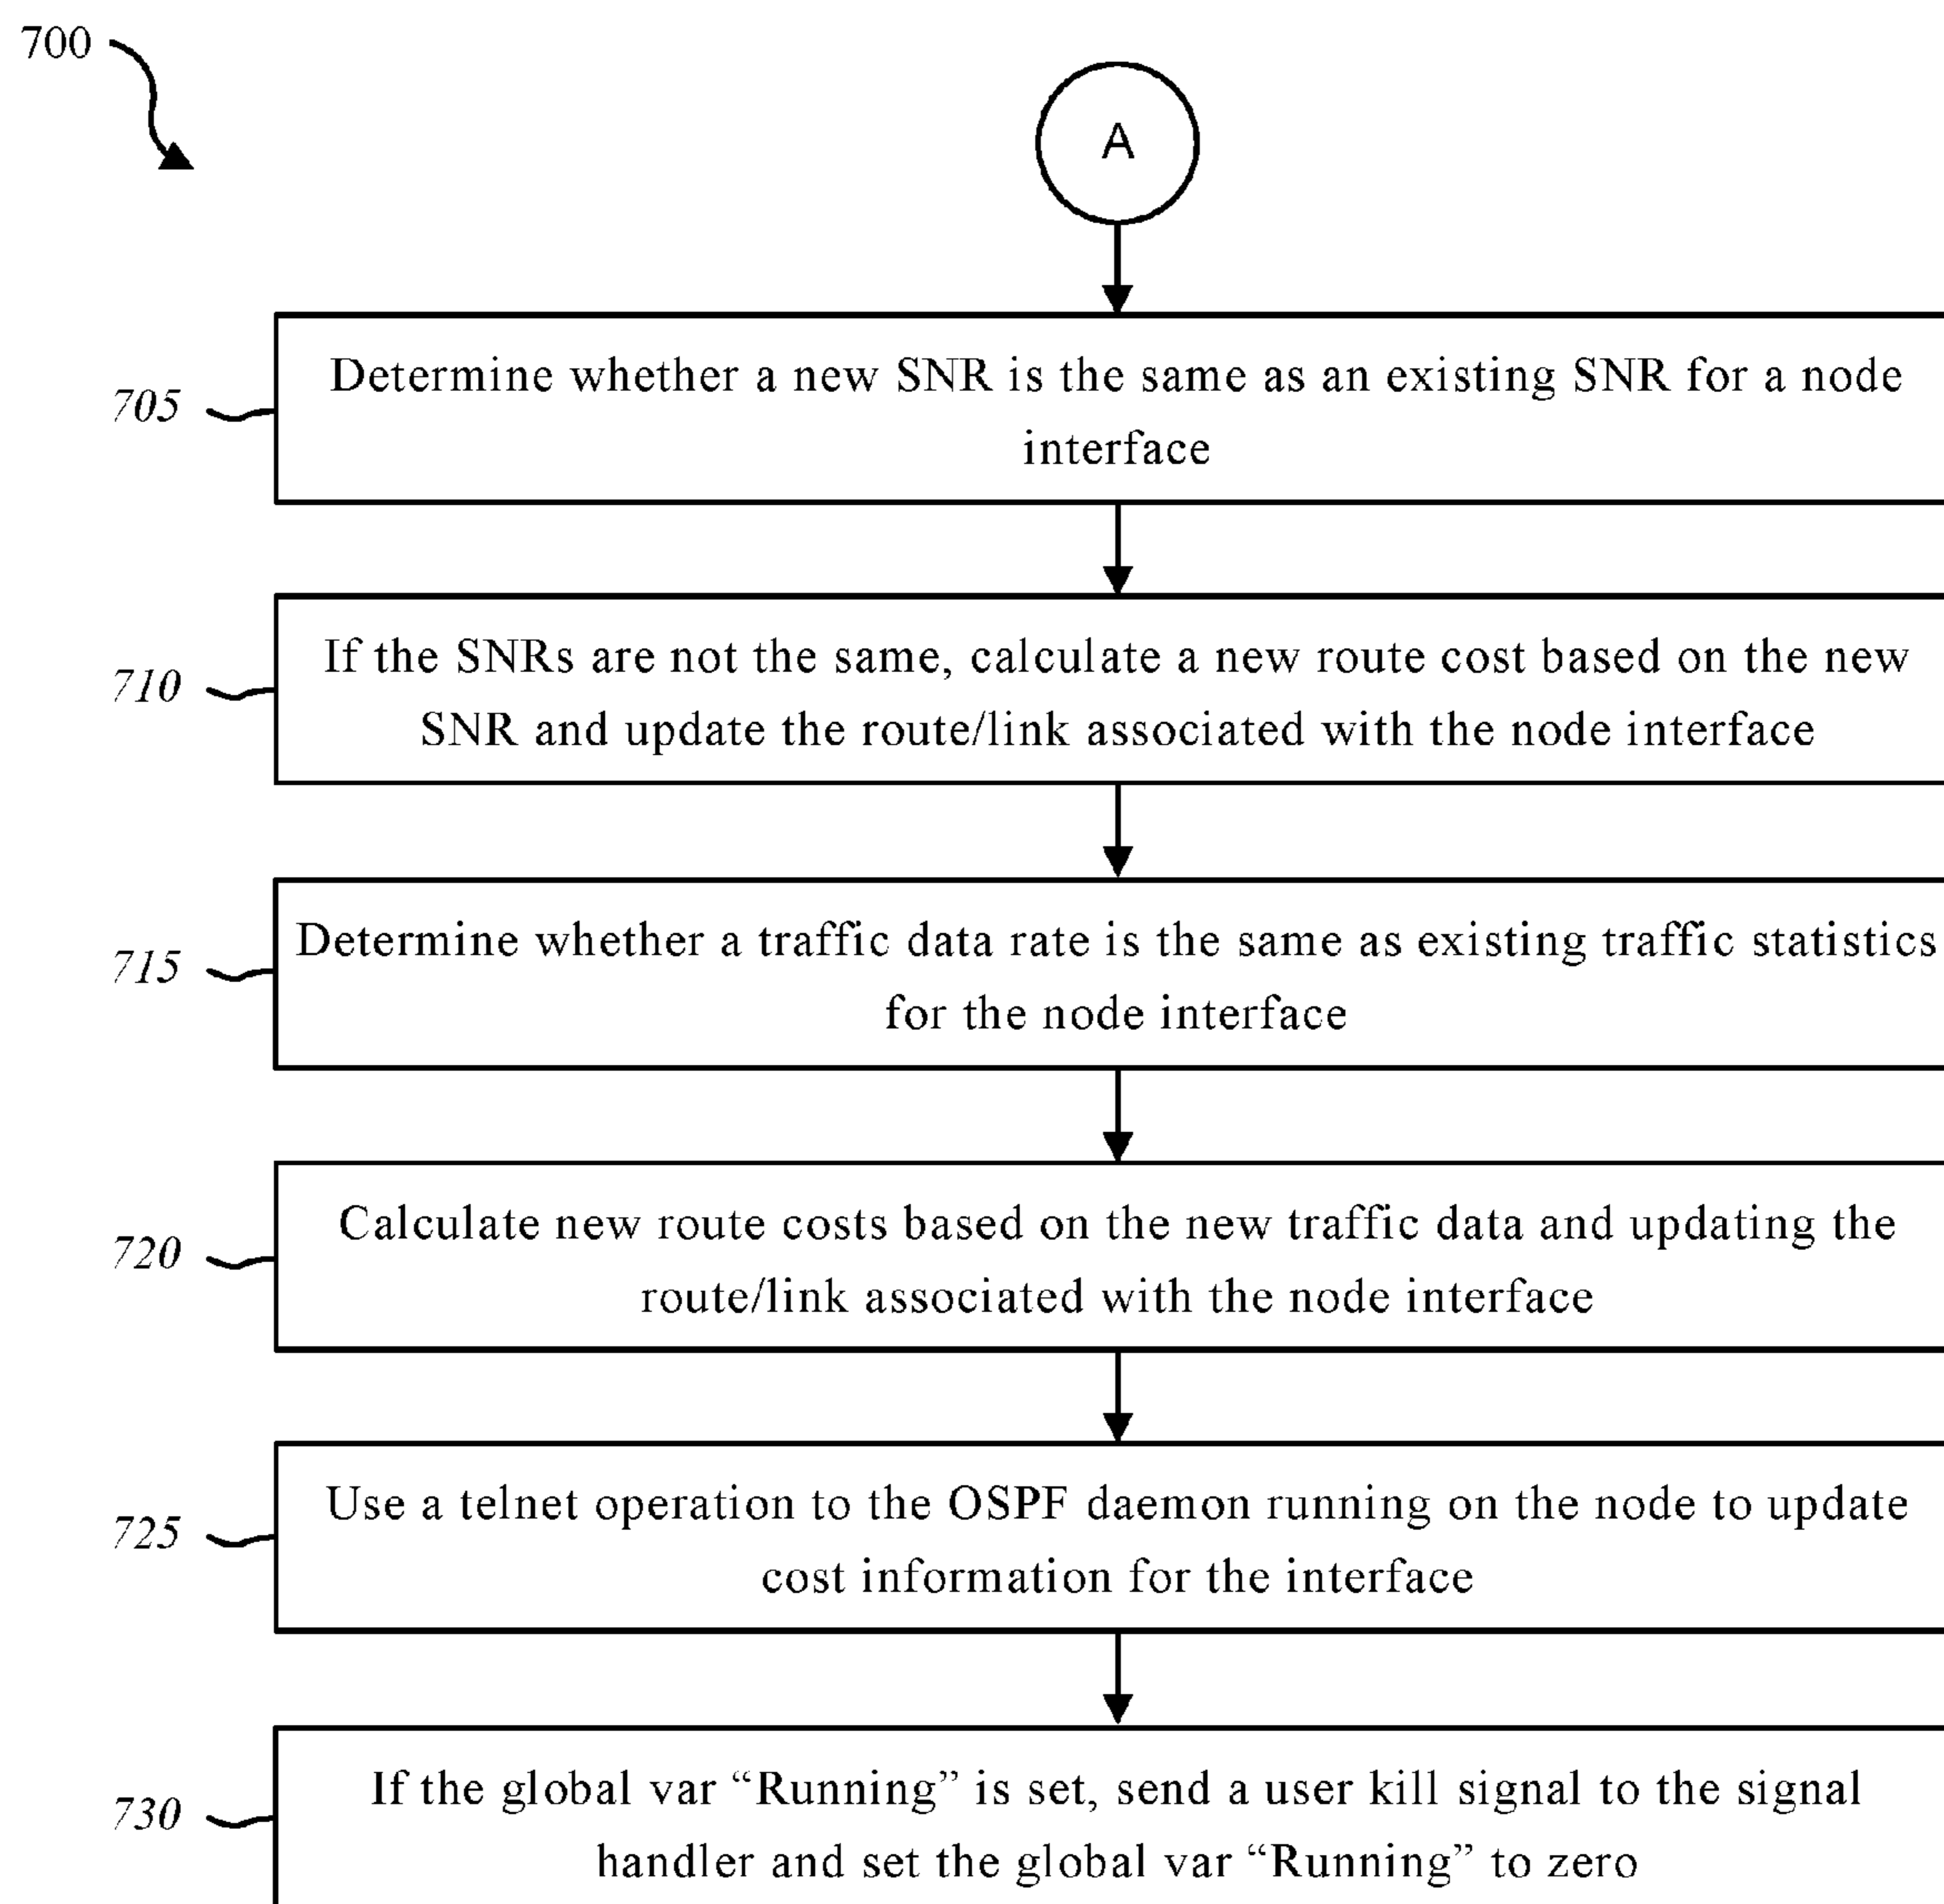 700
A
705
Determine whether a new SNR is the same as an existing SNR for a node
interface
710
If the SNRs are not the same, calculate a new route cost based on the new
SNR and update the route/link associated with the node interface
715
Determine whether a traffic data rate is the same as existing traffic statistics
for the node interface
720
Calculate new route costs based on the new traffic data and updating the
route/link associated with the node interface
725
Use a telnet operation to the OSPF daemon running on the node to update
cost information for the interface
730
If the global var “Running” is set, send a user kill signal to the signal
handler and set the global var “Running” to zero